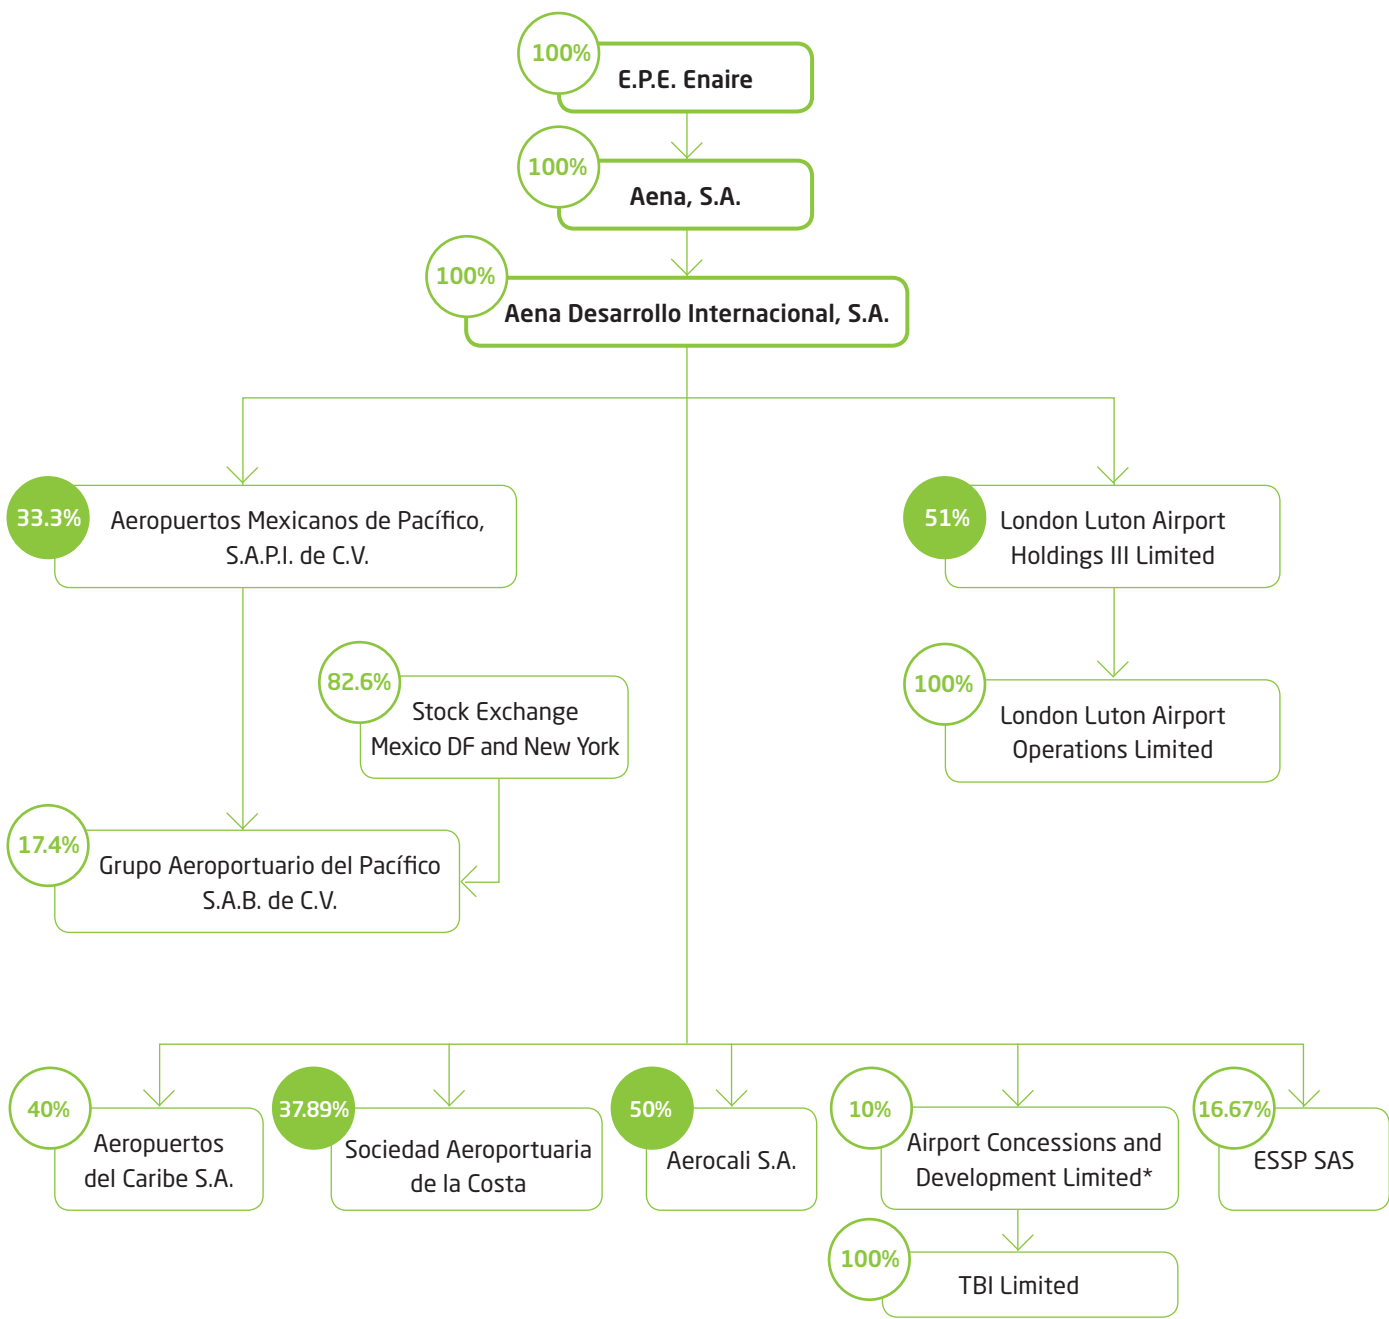 100%
E.P.E. Enaire
100%
Aena, S.A.
100%
Aena Desarrollo Internacional, S.A.
33.3%
Aeropuertos Mexicanos de Pacífico,
S.A.P.I. de C.V.
51%
London Luton Airport
Holdings III Limited
82.6%
Stock Exchange
Mexico DF and New York
100%
London Luton Airport
Operations Limited
17.4%
Grupo Aeroportuario del Pacífico
S.A.B. de C.V.
40%
Aeropuertos
del Caribe S.A.
37.89%
Sociedad Aeroportuaria
de la Costa
50%
Aerocali S.A.
10%
Airport Concessions and
Development Limited*
16.67%
ESSP SAS
100%
TBI Limited